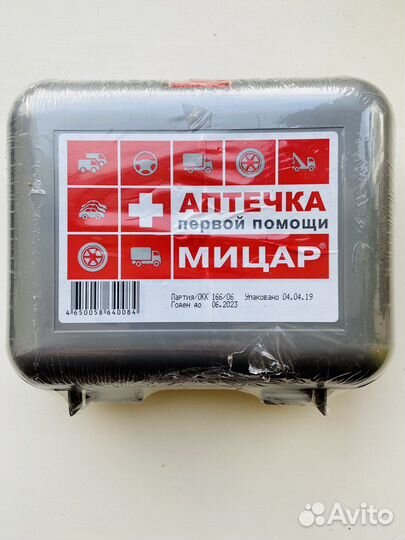 АПТЕЧКА
первой помощи
МИЦАР®
Партия/ОКК 166/06 Упаковано 04.04.19
Годен до 06.2023
4650058640084
Avito